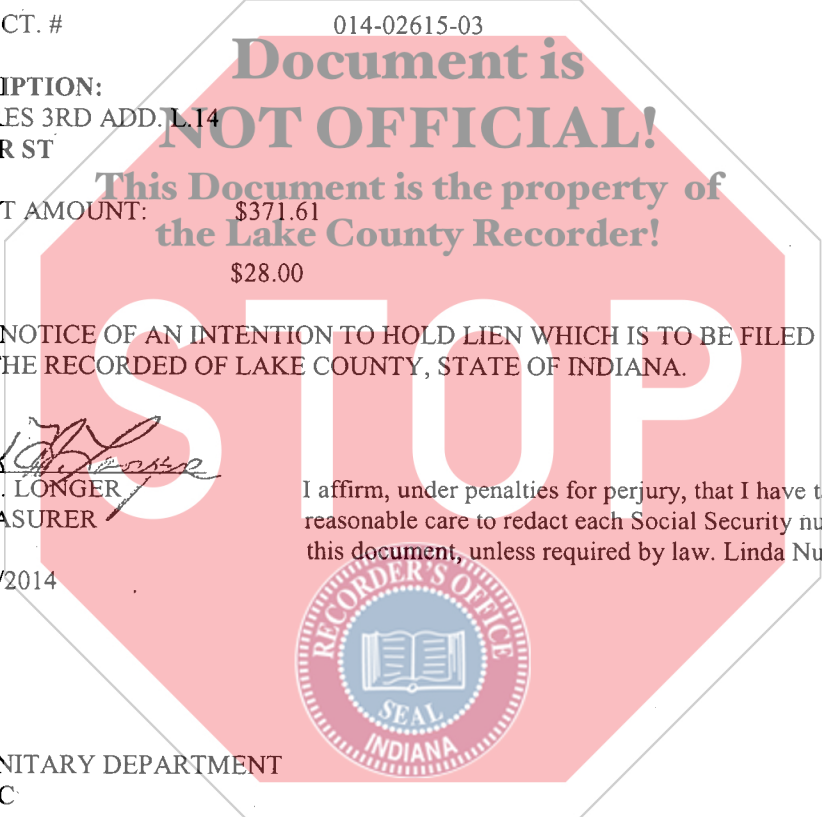 CT. # 014-02615-03
Document is
IPTION:
ES 3RD ADD. L.14
NOT OFFICIAL!
R ST
This Document is the property of
T AMOUNT: $371.61
the Lake County Recorder!
$28.00
STOP
NOTICE OF AN INTENTION TO HOLD LIEN WHICH IS TO BE FILED
HE RECORDED OF LAKE COUNTY, STATE OF INDIANA.
. LONGER
ASURER
I affirm, under penalties for perjury, that I have t
reasonable care to redact each Social Security nu
this document, unless required by law. Linda Nu
/2014
RECORDER'S OFFICE
SEAL
INDIANA
NITARY DEPARTMENT
C